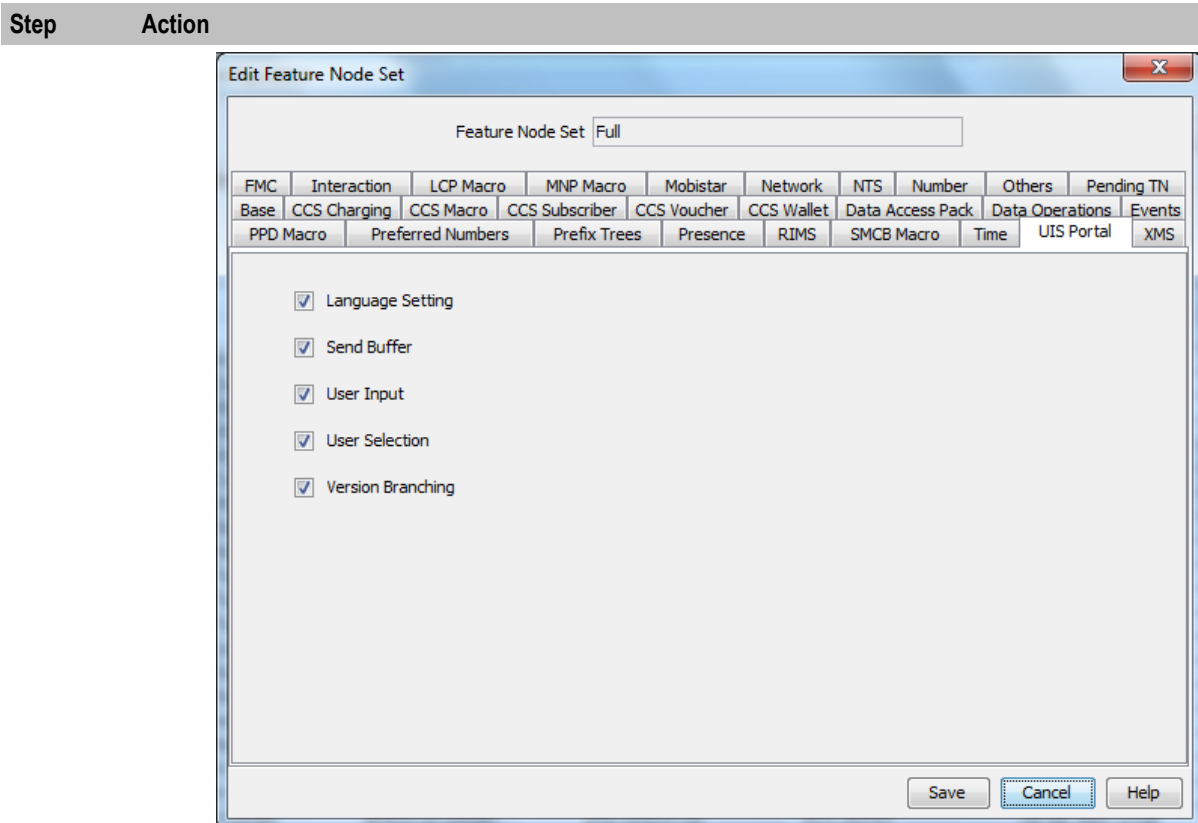 Step Action
Edit Feature Node Set
Feature Node Set Full
FMC Interaction LCP Macro MNP Macro Mobistar Network NTS Number Others Pending TN
Base CCS Charging CCS Macro CCS Subscriber CCS Voucher CCS Wallet Data Access Pack Data Operations Events
PPD Macro Preferred Numbers Prefix Trees Presence RIMS SMCB Macro Time UIS Portal XMS
Language Setting
Send Buffer
User Input
User Selection
Version Branching
Save Cancel Help